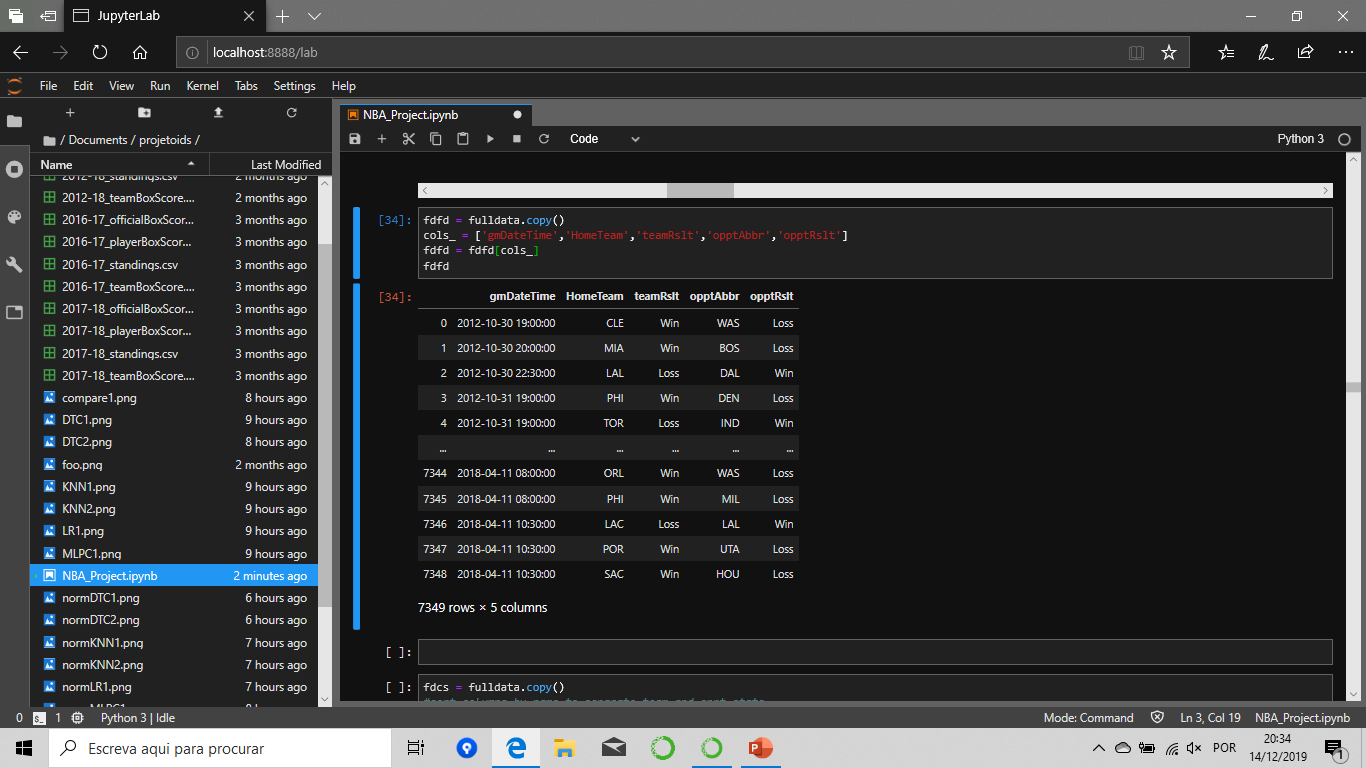 JupyterLab
localhost:8888/lab
File Edit View Run Kernel Tabs Settings Help
NBA_Project.ipynb
/ Documents / projetoids /
Code
Python 3
Name Last Modified
2012-18_standings.csv 2 months ago
2012-18_teamBoxScore.... 2 months ago
2016-17_officialBoxScor... 3 months ago
2016-17_playerBoxScor... 3 months ago
2016-17_standings.csv 3 months ago
2016-17_teamBoxScore.... 3 months ago
2017-18_officialBoxScor... 3 months ago
2017-18_playerBoxScor... 3 months ago
2017-18_standings.csv 3 months ago
2017-18_teamBoxScore.... 3 months ago
compare1.png 8 hours ago
DTC1.png 9 hours ago
DTC2.png 8 hours ago
foo.png 2 months ago
KNN1.png 9 hours ago
KNN2.png 9 hours ago
LR1.png 9 hours ago
MLPC1.png 9 hours ago
NBA_Project.ipynb 2 minutes ago
normDTC1.png 6 hours ago
normDTC2.png 6 hours ago
normKNN1.png 7 hours ago
normKNN2.png 7 hours ago
normLR1.png 7 hours ago
[34]: fdfd = fulldata.copy()
cols_ = ['gmDateTime','HomeTeam','teamRslt','opptAbbr','opptRslt']
fdfd = fdfd[cols_]
fdfd
[34]: gmDateTime HomeTeam teamRslt opptAbbr opptRslt
0 2012-10-30 19:00:00 CLE Win WAS Loss
1 2012-10-30 20:00:00 MIA Win BOS Loss
2 2012-10-30 22:30:00 LAL Loss DAL Win
3 2012-10-31 19:00:00 PHI Win DEN Loss
4 2012-10-31 19:00:00 TOR Loss IND Win
... ... ... ... ... ...
7344 2018-04-11 08:00:00 ORL Win WAS Loss
7345 2018-04-11 08:00:00 PHI Win MIL Loss
7346 2018-04-11 10:30:00 LAC Loss LAL Win
7347 2018-04-11 10:30:00 POR Win UTA Loss
7348 2018-04-11 10:30:00 SAC Win HOU Loss
7349 rows × 5 columns
[ ]:
[ ]: fdcs = fulldata.copy()
0 1 Python 3 | Idle
Mode: Command Ln 3, Col 19 NBA_Project.ipynb
Escreva aqui para procurar
POR
20:34
14/12/2019
1